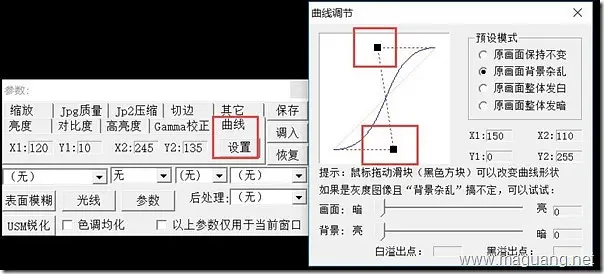 参数:
缩放 Jpg质量 Jp2压缩 切边 其它 保存
亮度 对比度 高亮度 Gamma校正 曲线 调入
X1:120 Y1:10 X2:245 Y2:135 设置 恢复
(无) (无) (无) (无)
表面模糊 光线 参数 后处理: (无)
USM锐化 色调均化 以上参数仅用于当前窗口
曲线调节
预设模式
原画面保持不变
原画面背景杂乱
原画面整体发白
原画面整体发暗
X1:150 X2:110
Y1:0 Y2:255
提示:鼠标拖动滑块(黑色方块)可以改变曲线形状
如果是灰度图像且“背景杂乱”搞不定,可以试试:
画面: 暗 亮 0
背景: 暗 亮 0
白溢出点: 黑溢出点:
www.maguang.net